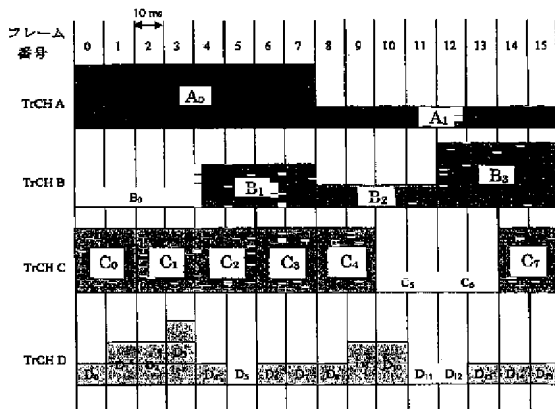 10 ms
フレーム
番号
0 1 2 3 4 5 6 7 8 9 10 11 12 13 14 15
TrCH A
A₀
A₁
TrCH B
B₀
B₁
B₂
B₃
TrCH C
C₀ C₁ C₂ C₃ C₄ C₅ C₆ C₇
TrCH D
D₀ D₅ D₁₁ D₁₂